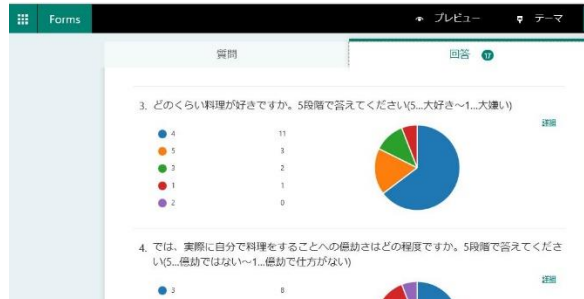 Forms
プレビュー
テーマ
質問
回答 17
3. どのくらい料理が好きですか。5段階で答えてください(5...大好き～1...大嫌い)
詳細
4 11
5 3
3 2
1 1
2 0
4. では、実際に自分で料理をすることへの億劫さはどの程度ですか。5段階で答えてくださ
い(5...億劫ではない～1...億劫で仕方がない)
詳細
3 8